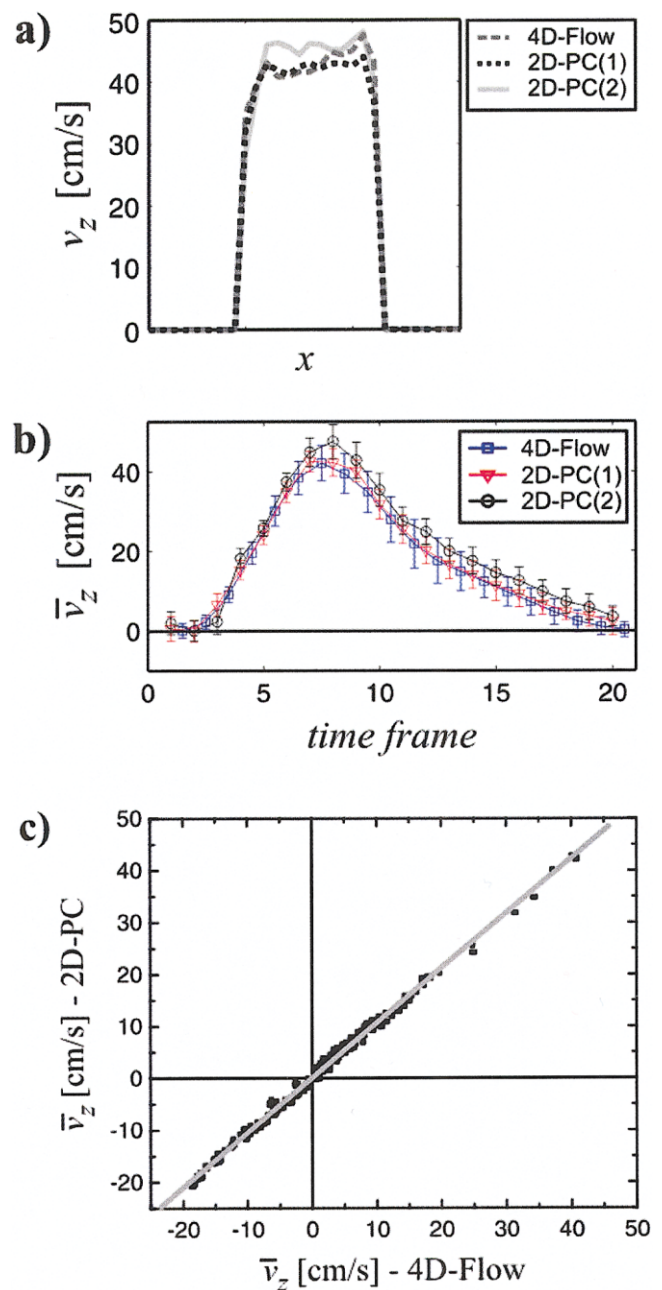 a)
50
40
30
20
10
0
v_z [cm/s]
x
4D-Flow
2D-PC(1)
2D-PC(2)
b)
40
20
0
v̅_z [cm/s]
0 5 10 15 20
time frame
4D-Flow
2D-PC(1)
2D-PC(2)
c)
50
40
30
20
10
0
-10
-20
v̅_z [cm/s] - 2D-PC
-20 -10 0 10 20 30 40 50
v̅_z [cm/s] - 4D-Flow